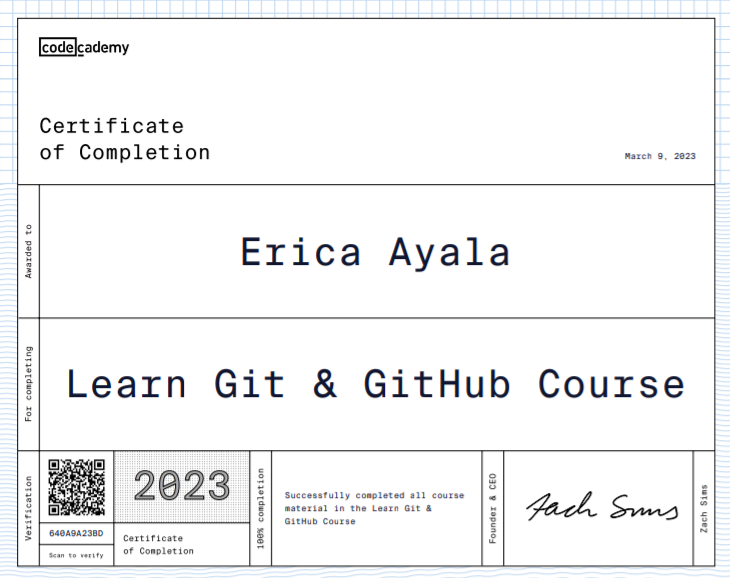 codecademy
Certificate
of Completion
March 9, 2023
Awarded to
Erica Ayala
For completing
Learn Git & GitHub Course
Verification
640A9A23BD
Scan to verify
2023
Certificate
of Completion
100% completion
Successfully completed all course
material in the Learn Git &
GitHub Course
Founder & CEO
Zach Sims
Zach Sims